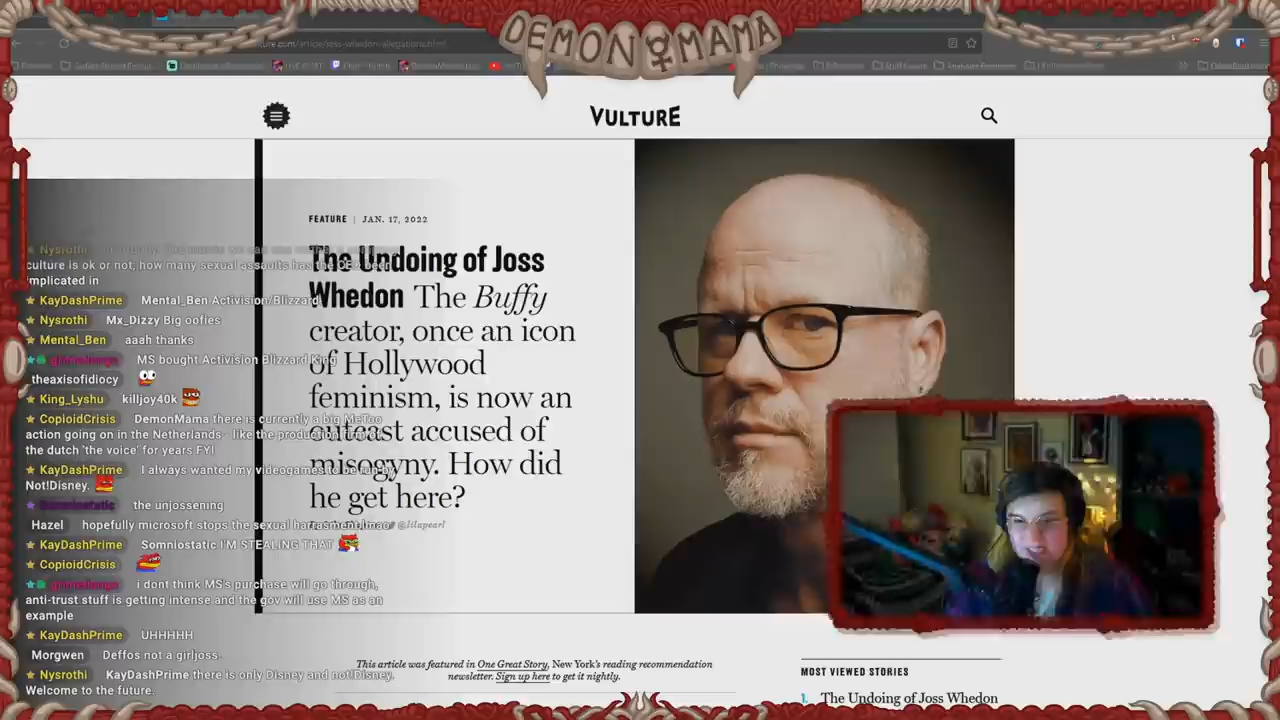 DEMON MAMA
VULTURE
FEATURE | JAN. 17, 2022
The Undoing of Joss
Whedon The Buffy
creator, once an icon
of Hollywood
feminism, is now an
outcast accused of
misogyny. How did
he get here?
@lilapearl
This article was featured in One Great Story, New York's reading recommendation
newsletter. Sign up here to get it nightly.
MOST VIEWED STORIES
1. The Undoing of Joss Whedon
Nysrothi
culture is ok or not, how many sexual assaults has the been
implicated in
KayDashPrime Mental_Ben Activision/Blizzard
Nysrothi Mx_Dizzy Big oofies
Mental_Ben aaah thanks
MS bought Activision Blizzard King
theaxisofidiocy
King_Lyshu killjoy40k
CopioidCrisis DemonMama there is currently a big MeToo
action going on in the Netherlands - like the production
the dutch 'the voice' for years FYI
KayDashPrime I always wanted my videogames to be run by
Not!Disney.
Somniostatic the unjossening
Hazel hopefully microsoft stops the sexual harassment lmao
KayDashPrime Somniostatic I'M STEALING THAT
CopioidCrisis
i dont think MS's purchase will go through,
anti-trust stuff is getting intense and the gov will use MS as an
example
KayDashPrime UHHHHH
Morgwen Deffos not a girljoss.
Nysrothi KayDashPrime there is only Disney and not!Disney.
Welcome to the future.